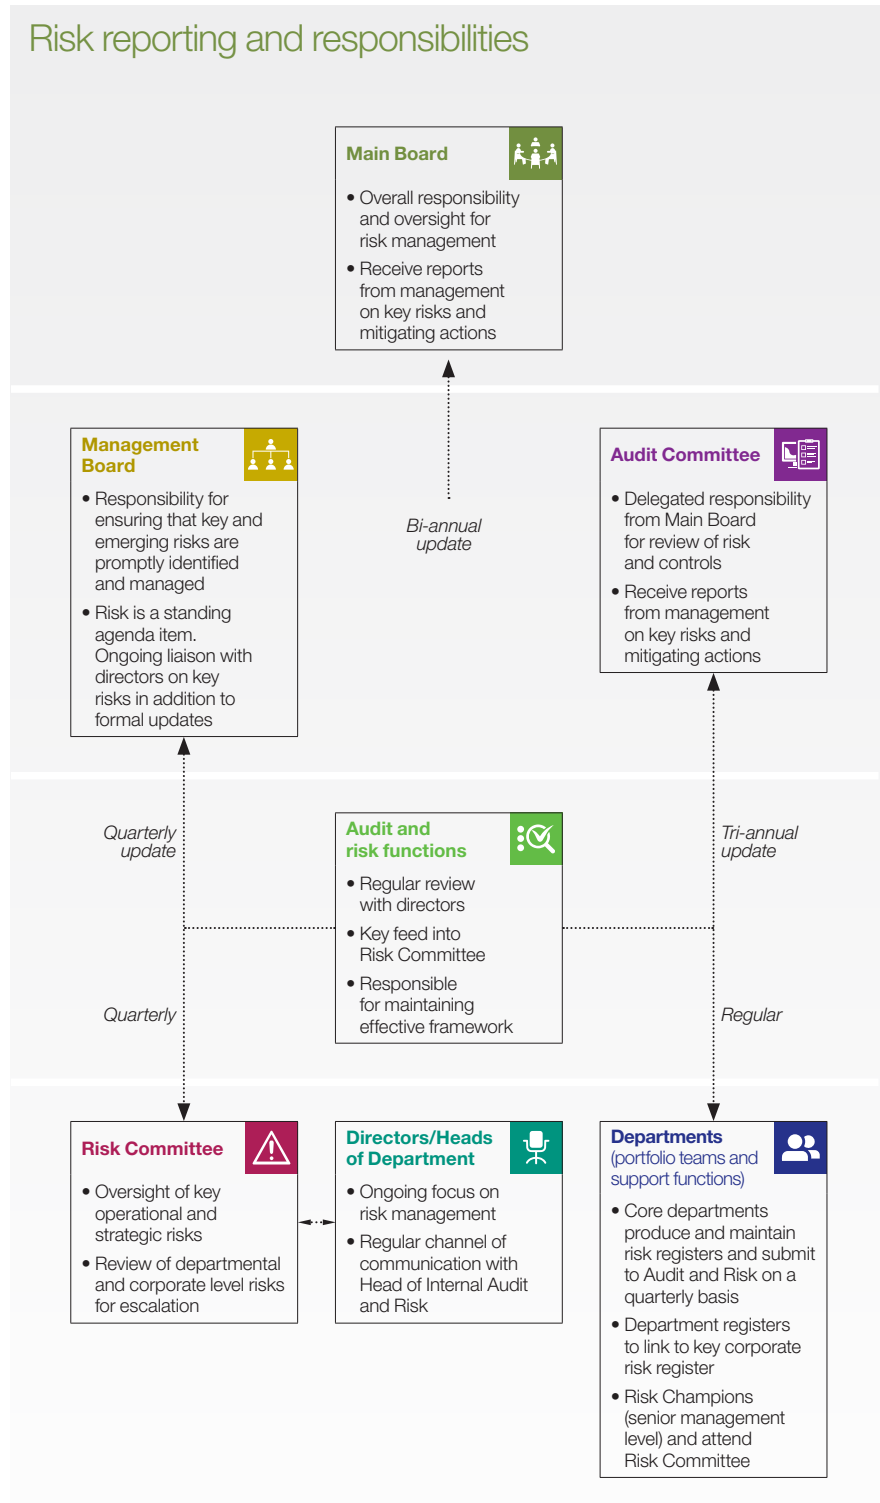 Risk reporting and responsibilities
Main Board
• Overall responsibility
and oversight for
risk management
• Receive reports
from management
on key risks and
mitigating actions
Management
Board
• Responsibility for
ensuring that key and
emerging risks are
promptly identified
and managed
• Risk is a standing
agenda item.
Ongoing liaison with
directors on key
risks in addition to
formal updates
Bi-annual
update
Audit Committee
• Delegated responsibility
from Main Board
for review of risk
and controls
• Receive reports
from management
on key risks and
mitigating actions
Quarterly
update
Audit and
risk functions
• Regular review
with directors
• Key feed into
Risk Committee
• Responsible
for maintaining
effective framework
Tri-annual
update
Quarterly
Regular
Risk Committee
• Oversight of key
operational and
strategic risks
• Review of departmental
and corporate level risks
for escalation
Directors/Heads
of Department
• Ongoing focus on
risk management
• Regular channel of
communication with
Head of Internal Audit
and Risk
Departments
(portfolio teams and
support functions)
• Core departments
produce and maintain
risk registers and submit
to Audit and Risk on a
quarterly basis
• Department registers
to link to key corporate
risk register
• Risk Champions
(senior management
level) and attend
Risk Committee